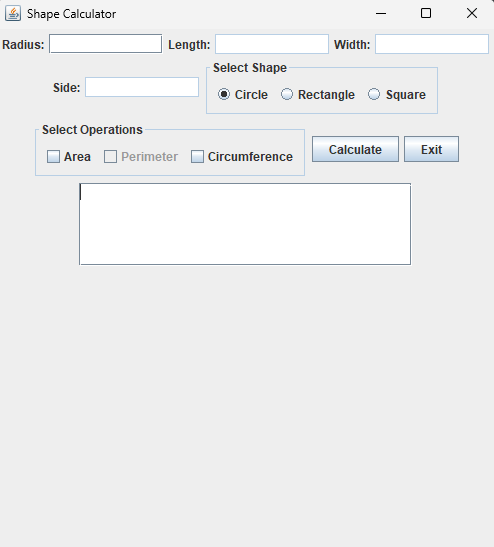 Shape Calculator
Radius: Length: Width:
Side:
Select Shape
Circle Rectangle Square
Select Operations
Area Perimeter Circumference
Calculate Exit